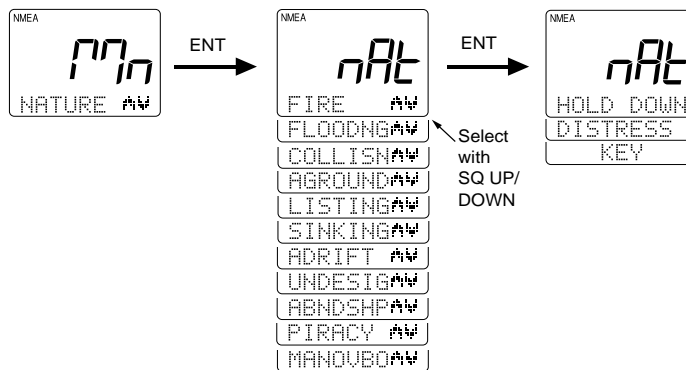 NMEA
Mn
NATURE
ENT
NMEA
nAt
FIRE
FLOODNG
COLLISN
AGROUND
LISTING
SINKING
ADRIFT
UNDESIG
ABNDSHP
PIRACY
MANOVBO
Select
with
SQ UP/
DOWN
ENT
NMEA
nAt
HOLD DOWN
DISTRESS
KEY